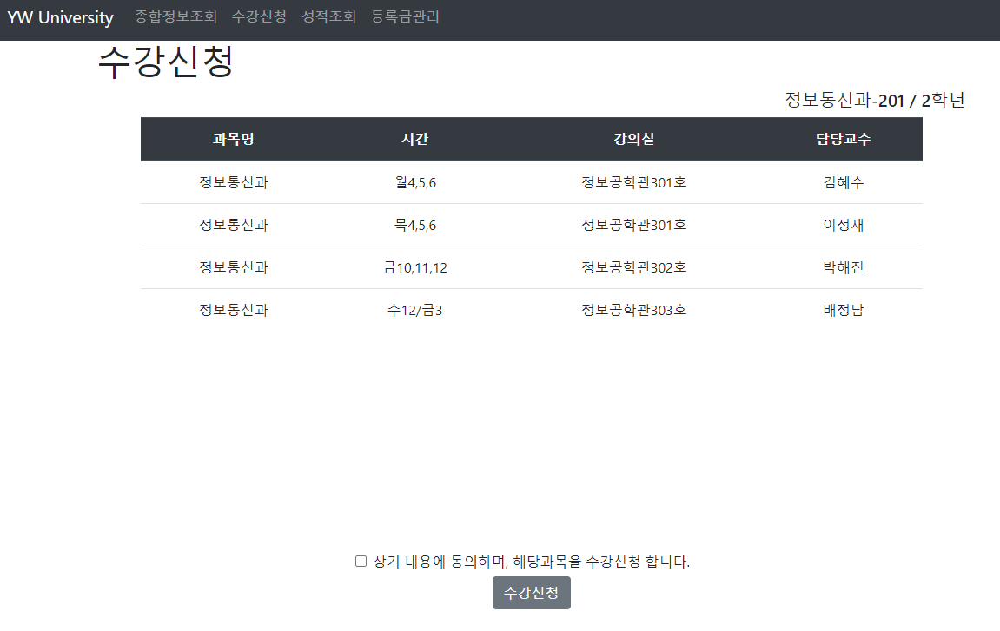 YW University 종합정보조회 수강신청 성적조회 등록금관리
수강신청
정보통신과-201 / 2학년
과목명 시간 강의실 담당교수
정보통신과 월4,5,6 정보공학관301호 김혜수
정보통신과 목4,5,6 정보공학관301호 이정재
정보통신과 금10,11,12 정보공학관302호 박해진
정보통신과 수12/금3 정보공학관303호 배정남
상기 내용에 동의하며, 해당과목을 수강신청 합니다.
수강신청